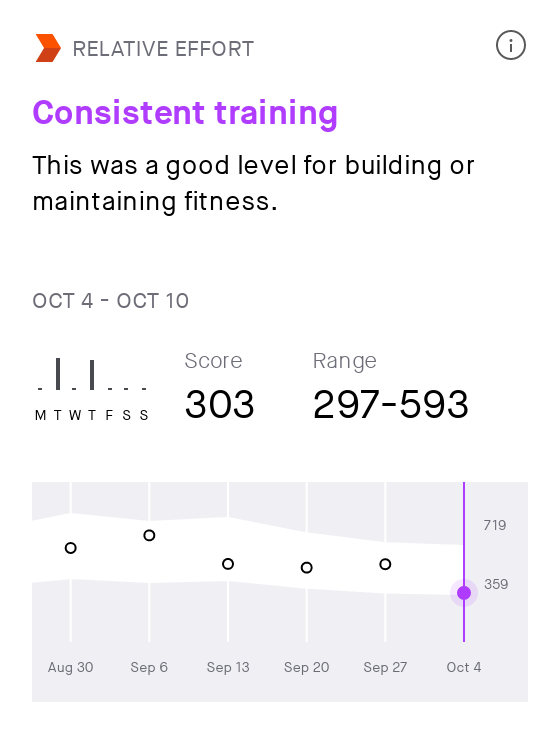 RELATIVE EFFORT
Consistent training
This was a good level for building or
maintaining fitness.
OCT 4 - OCT 10
Score
Range
303
297-593
M T W T F S S
719
359
Aug 30
Sep 6
Sep 13
Sep 20
Sep 27
Oct 4